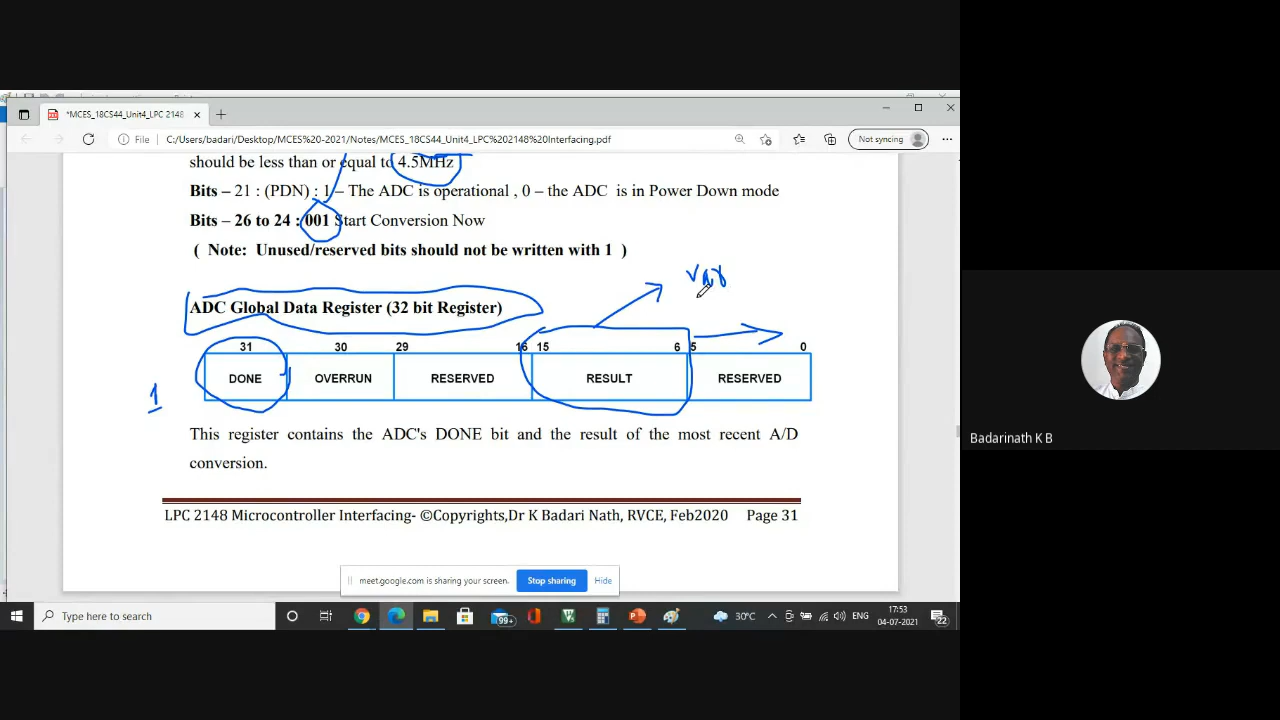 *MCES_18CS44_Unit4_LPC 2148
File
C:/Users/badari/Desktop/MCES%20-2021/Notes/MCES_18CS44_Unit4_LPC%202148%20Interfacing.pdf
Not syncing
should be less than or equal to 4.5MHz
Bits – 21 : (PDN) : 1 – The ADC is operational , 0 – the ADC is in Power Down mode
Bits – 26 to 24 : 001 Start Conversion Now
( Note: Unused/reserved bits should not be written with 1 )
var
ADC Global Data Register (32 bit Register)
31 30 29 16 15 6 5 0
DONE OVERRUN RESERVED RESULT RESERVED
1
This register contains the ADC's DONE bit and the result of the most recent A/D
conversion.
LPC 2148 Microcontroller Interfacing- ©Copyrights,Dr K Badari Nath, RVCE, Feb2020 Page 31
meet.google.com is sharing your screen. Stop sharing Hide
Type here to search
99+
30°C
ENG
17:53
04-07-2021
22
Badarinath K B